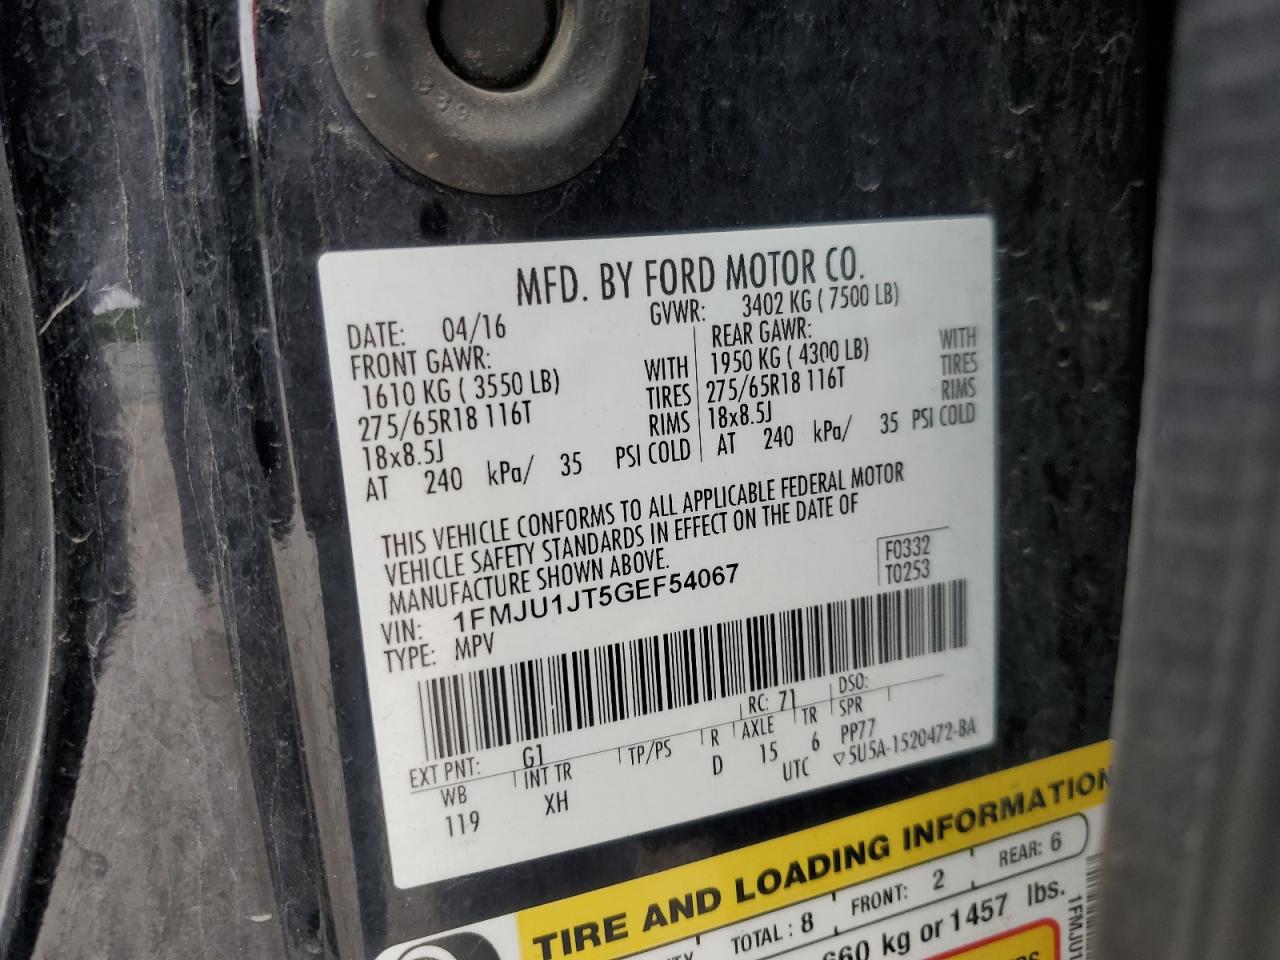 MFD. BY FORD MOTOR CO.
DATE: 04/16 GVWR: 3402 KG ( 7500 LB)
FRONT GAWR: REAR GAWR:
1610 KG ( 3550 LB) WITH 1950 KG ( 4300 LB) WITH
275/65R18 116T TIRES 275/65R18 116T TIRES
18x8.5J RIMS 18x8.5J RIMS
AT 240 kPa/ 35 PSI COLD AT 240 kPa/ 35 PSI COLD
THIS VEHICLE CONFORMS TO ALL APPLICABLE FEDERAL MOTOR
VEHICLE SAFETY STANDARDS IN EFFECT ON THE DATE OF
MANUFACTURE SHOWN ABOVE.
VIN: 1FMJU1JT5GEF54067
TYPE: MPV
F0332
T0253
EXT PNT: G1 RC: 71 DSO:
WB INT TR TP/PS R AXLE TR SPR
119 XH D 15 6 PP77
UTC ▽5U5A-1520472-BA
TIRE AND LOADING INFORMATION
TOTAL : 8 FRONT: 2 REAR: 6
660 kg or 1457 lbs.
1FMJU1